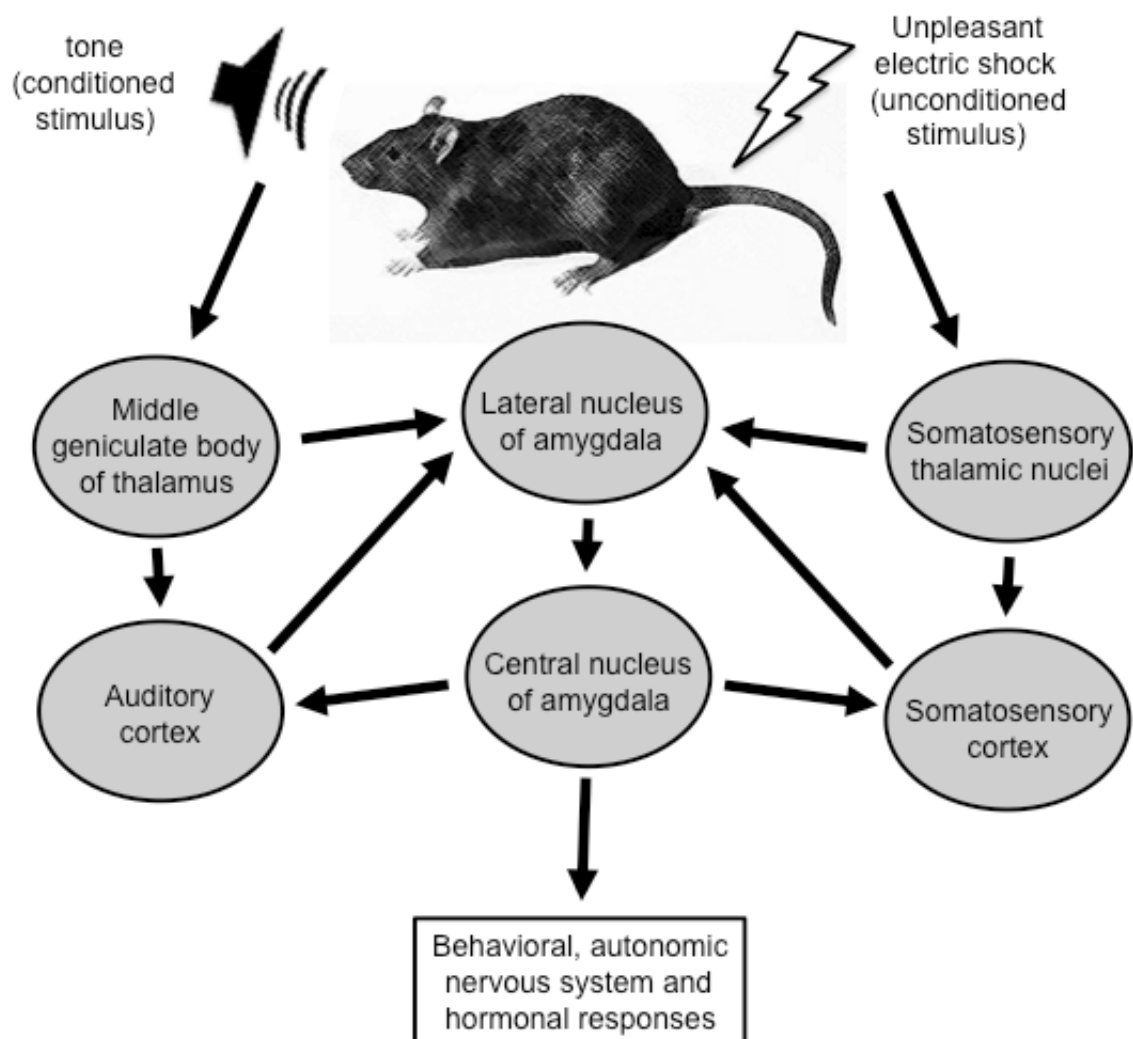 tone
(conditioned
stimulus)
Unpleasant
electric shock
(unconditioned
stimulus)
Middle
geniculate body
of thalamus
Lateral nucleus
of amygdala
Somatosensory
thalamic nuclei
Auditory
cortex
Central nucleus
of amygdala
Somatosensory
cortex
Behavioral, autonomic
nervous system and
hormonal responses